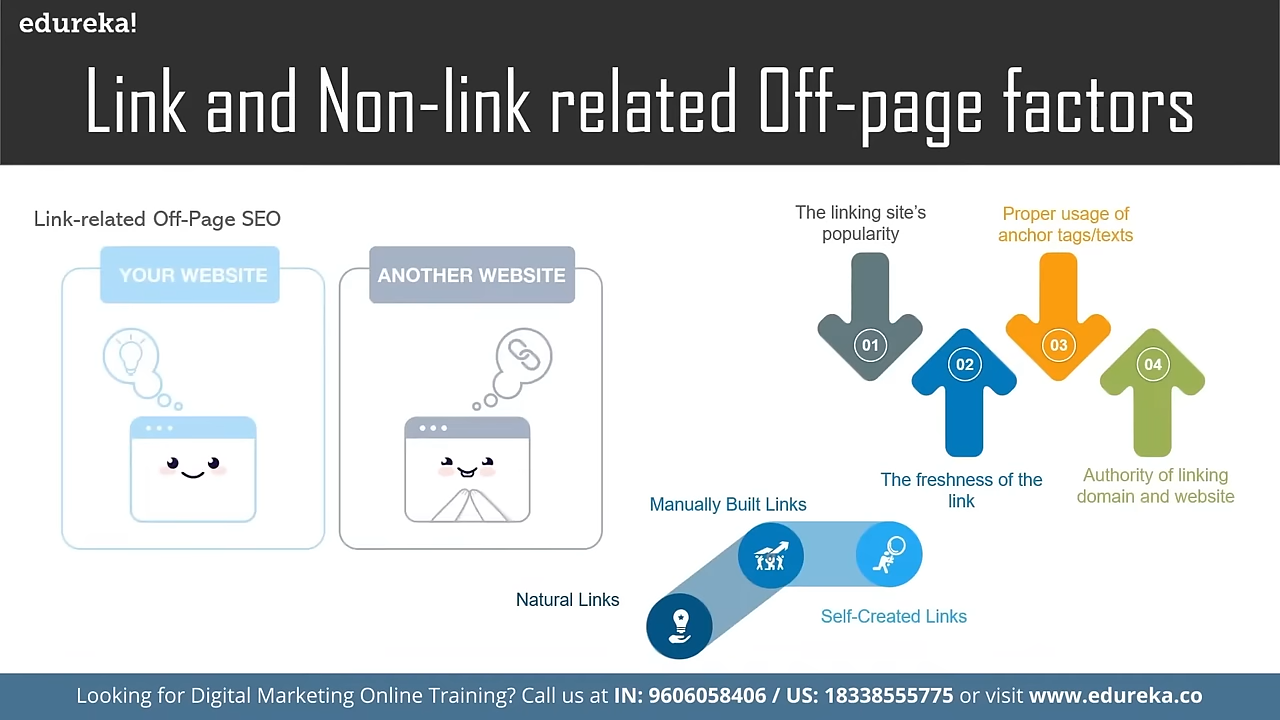 edureka!
Link and Non-link related Off-page factors
Link-related Off-Page SEO
YOUR WEBSITE
ANOTHER WEBSITE
The linking site's
popularity
Proper usage of
anchor tags/texts
01
02
03
04
The freshness of the
link
Authority of linking
domain and website
Manually Built Links
Natural Links
Self-Created Links
Looking for Digital Marketing Online Training? Call us at IN: 9606058406 / US: 18338555775 or visit www.edureka.co